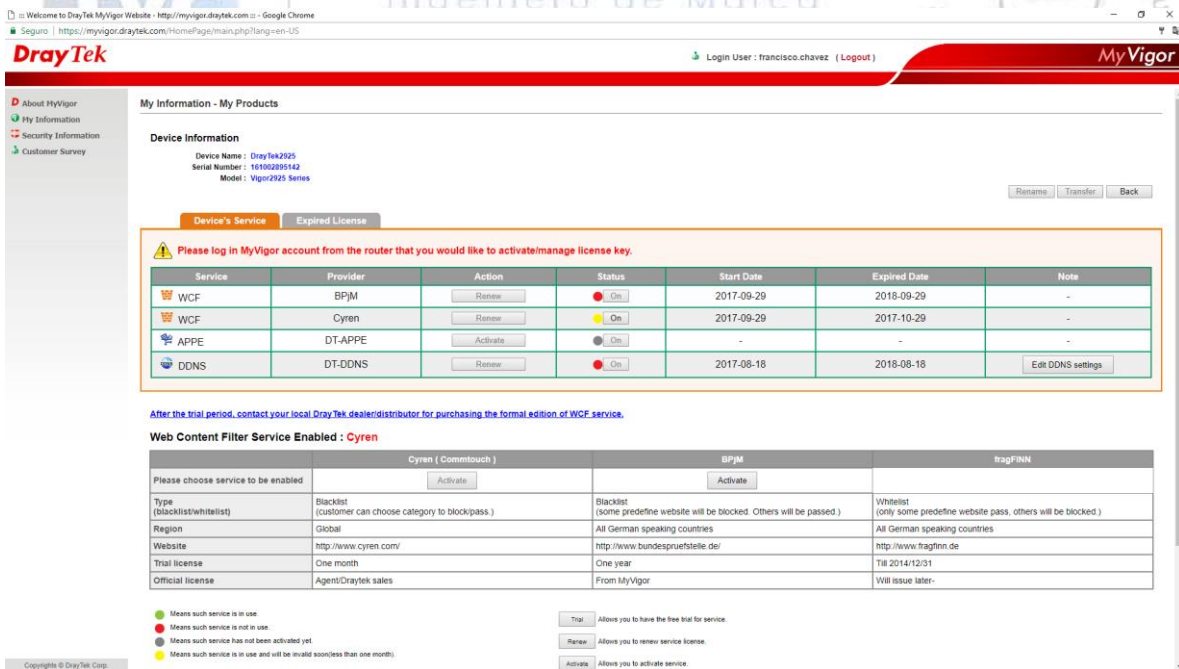 Ingeniería de Marca
::: Welcome to DrayTek MyVigor Website - http://myvigor.draytek.com ::: - Google Chrome
Seguro | https://myvigor.draytek.com/HomePage/main.php?lang=en-US
DrayTek
Login User : francisco.chavez ( Logout )
MyVigor
About MyVigor
My Information
Security Information
Customer Survey
My Information - My Products
Device Information
Device Name : DrayTek2925
Serial Number : 161002895142
Model : Vigor2925 Series
Rename Transfer Back
Device's Service Expired License
Please log in MyVigor account from the router that you would like to activate/manage license key.
Service Provider Action Status Start Date Expired Date Note
WCF BPjM Renew On 2017-09-29 2018-09-29 -
WCF Cyren Renew On 2017-09-29 2017-10-29 -
APPE DT-APPE Activate On - - -
DDNS DT-DDNS Renew On 2017-08-18 2018-08-18 Edit DDNS settings
After the trial period, contact your local DrayTek dealer/distributor for purchasing the formal edition of WCF service.
Web Content Filter Service Enabled : Cyren
Cyren ( Commtouch ) BPjM fragFINN
Please choose service to be enabled Activate Activate
Type (blacklist/whitelist) Blacklist (customer can choose category to block/pass.) Blacklist (some predefine website will be blocked. Others will be passed.) Whitelist (only some predefine website pass, others will be blocked.)
Region Global All German speaking countries All German speaking countries
Website http://www.cyren.com/ http://www.bundespruefstelle.de/ http://www.fragfinn.de
Trial license One month One year Till 2014/12/31
Official license Agent/Draytek sales From MyVigor Will issue later-
Means such service is in use.
Means such service is not in use.
Means such service has not been activated yet.
Means such service is in use and will be invalid soon(less than one month).
Trial Allows you to have the free trial for service.
Renew Allows you to renew service license.
Activate Allows you to activate service.
Copyrights © DrayTek Corp.